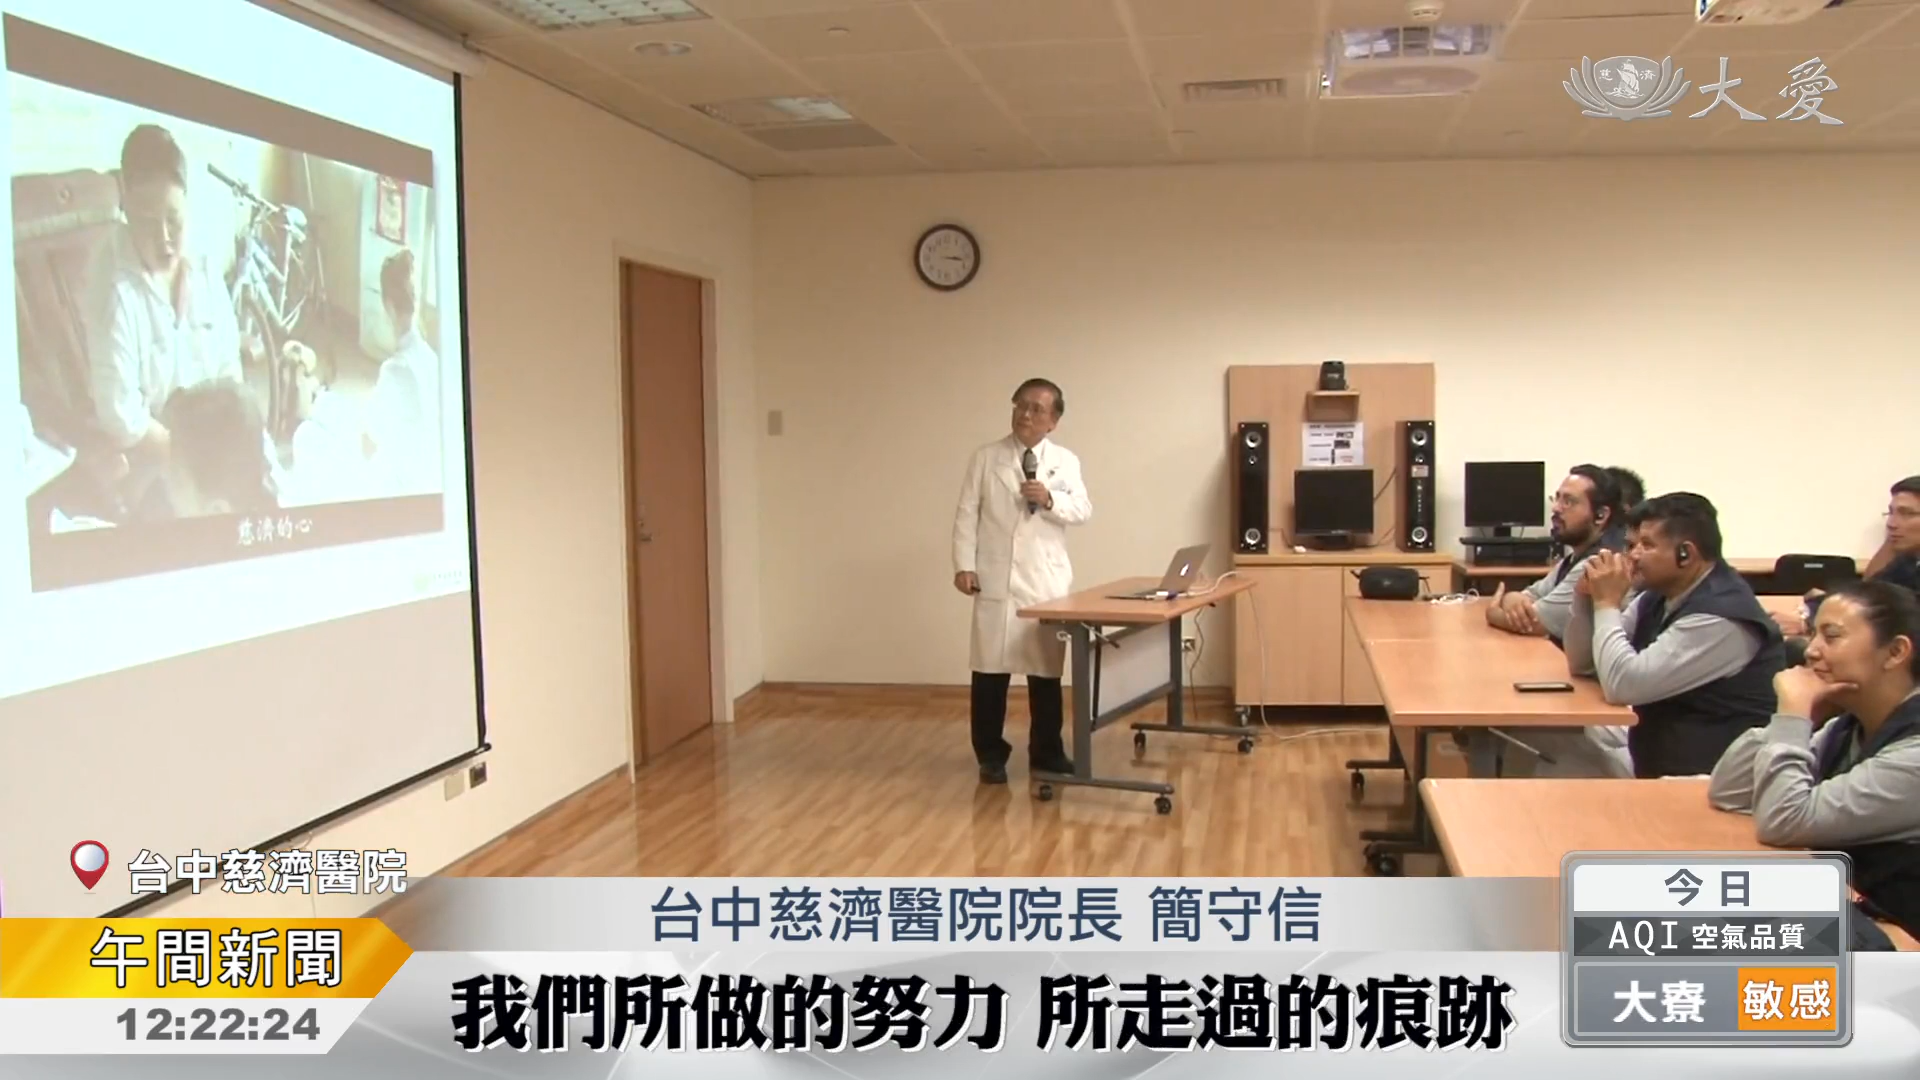 慈濟
大愛
慈濟的心
台中慈濟醫院
台中慈濟醫院院長 簡守信
午間新聞
我們所做的努力 所走過的痕跡
12:22:24
今日
AQI 空氣品質
大寮 敏感